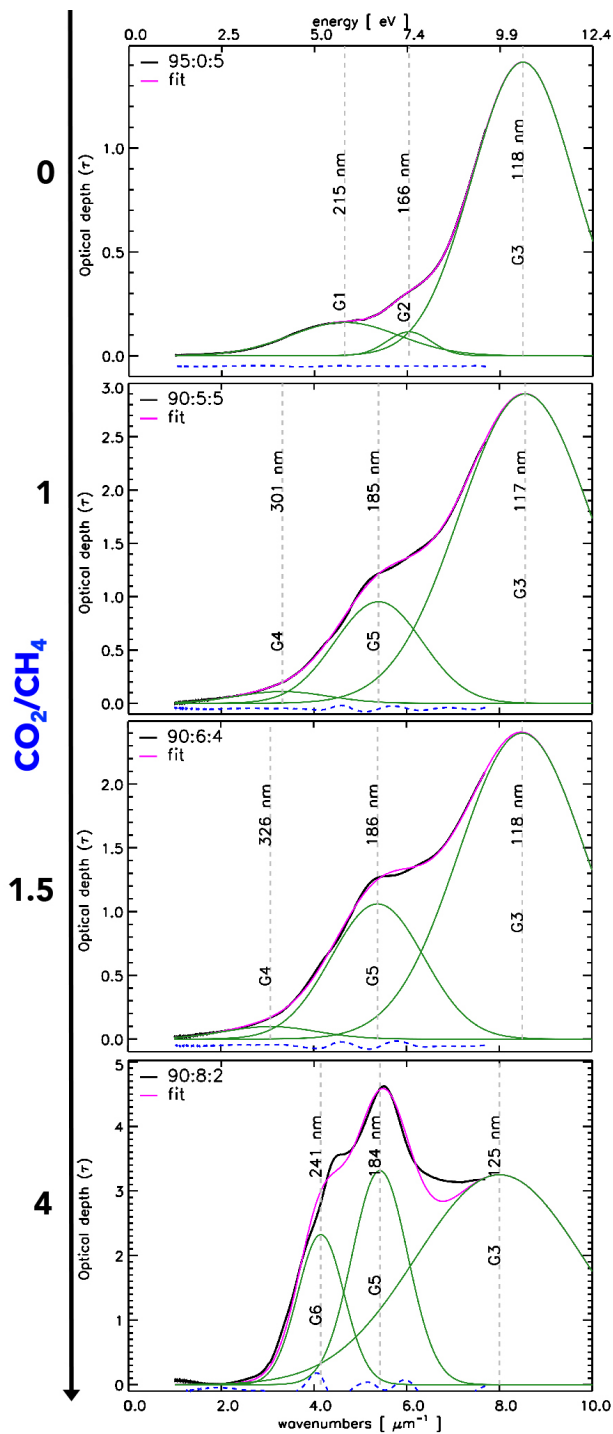 energy [ eV ]
0.0 2.5 5.0 7.4 9.9 12.4
95:0:5
fit
215 nm
166 nm
118 nm
G1
G2
G3
1.0
0.5
0.0
Optical depth (τ)
0
90:5:5
fit
301 nm
185 nm
117 nm
G4
G5
G3
3.0
2.5
2.0
1.5
1.0
0.5
0.0
Optical depth (τ)
1
CO₂/CH₄
90:6:4
fit
326 nm
186 nm
118 nm
G4
G5
G3
2.0
1.5
1.0
0.5
0.0
Optical depth (τ)
1.5
90:8:2
fit
241 nm
184 nm
125 nm
G6
G5
G3
5
4
3
2
1
0
Optical depth (τ)
4
0.0 2.0 4.0 6.0 8.0 10.0
wavenumbers [ μm⁻¹ ]